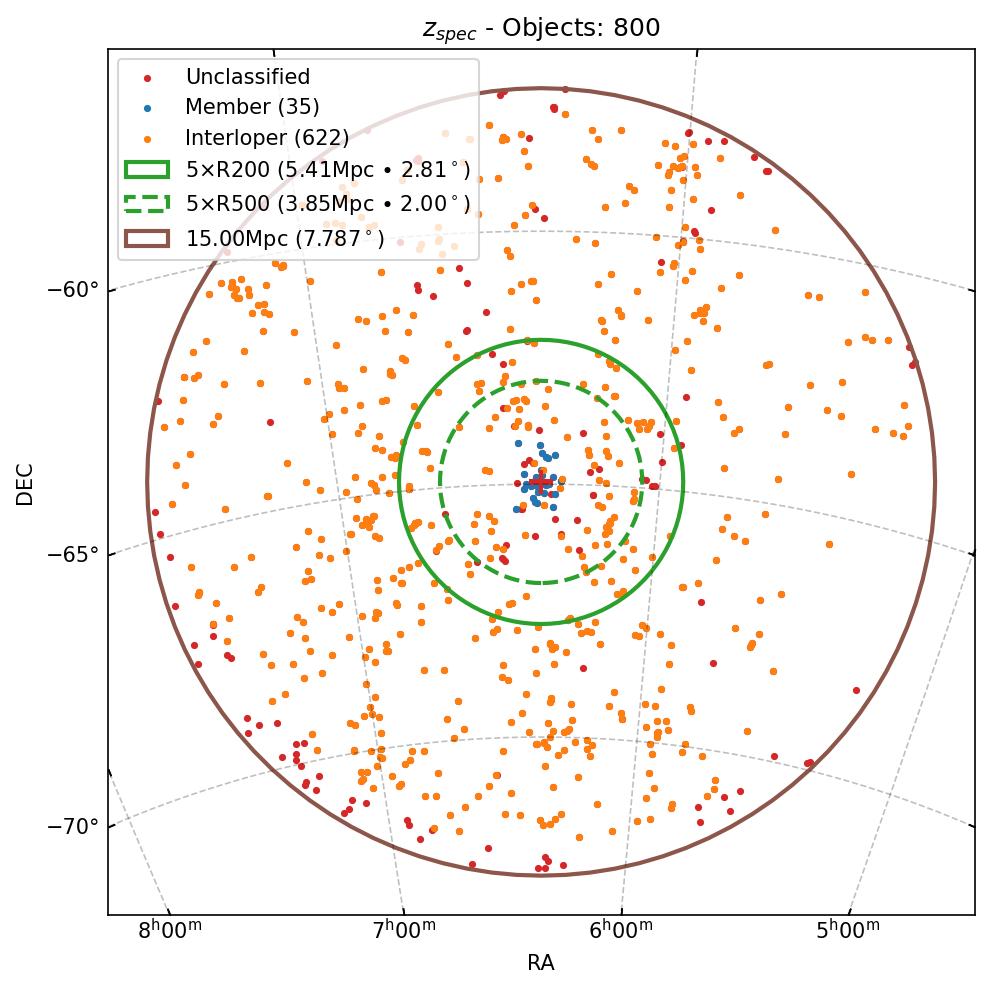 z_spec - Objects: 800
Unclassified
Member (35)
Interloper (622)
5×R200 (5.41Mpc • 2.81°)
5×R500 (3.85Mpc • 2.00°)
15.00Mpc (7.787°)
DEC
−60°
−65°
−70°
8ʰ00ᵐ 7ʰ00ᵐ 6ʰ00ᵐ 5ʰ00ᵐ
RA